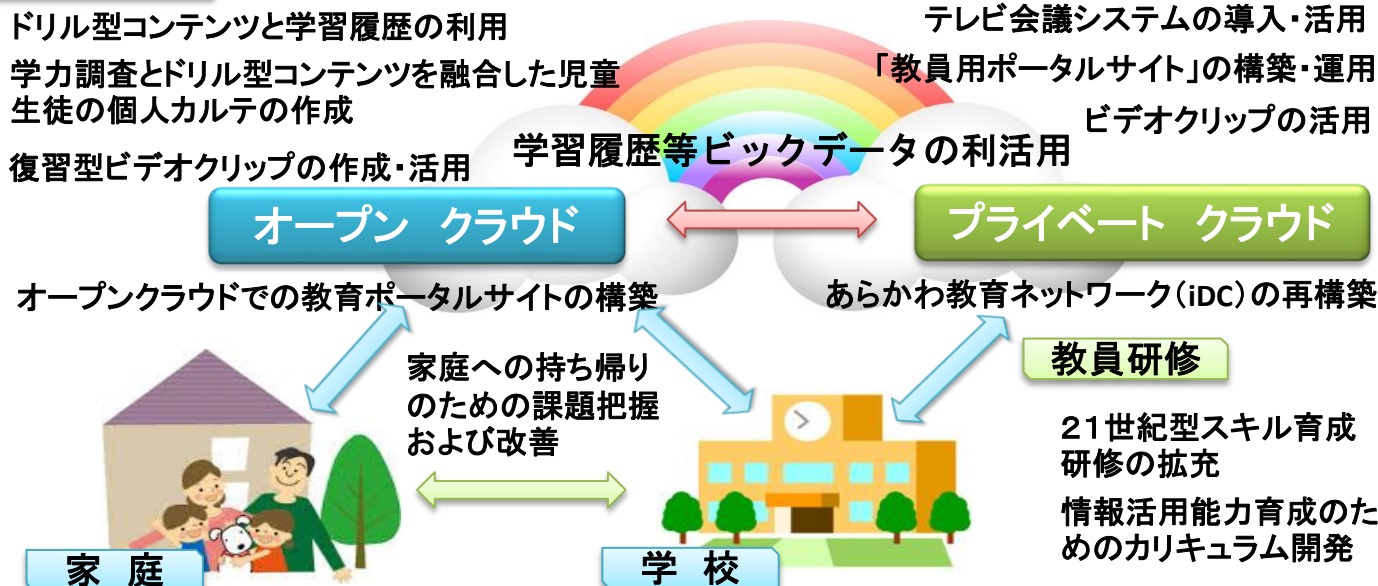 ドリル型コンテンツと学習履歴の利用
学力調査とドリル型コンテンツを融合した児童
生徒の個人カルテの作成
復習型ビデオクリップの作成・活用
テレビ会議システムの導入・活用
「教員用ポータルサイト」の構築・運用
ビデオクリップの活用
学習履歴等ビックデータの利活用
オープン クラウド
プライベート クラウド
オープンクラウドでの教育ポータルサイトの構築
あらかわ教育ネットワーク（iDC）の再構築
家庭への持ち帰り
のための課題把握
および改善
教員研修
２１世紀型スキル育成
研修の拡充
情報活用能力育成のた
めのカリキュラム開発
家 庭
学 校